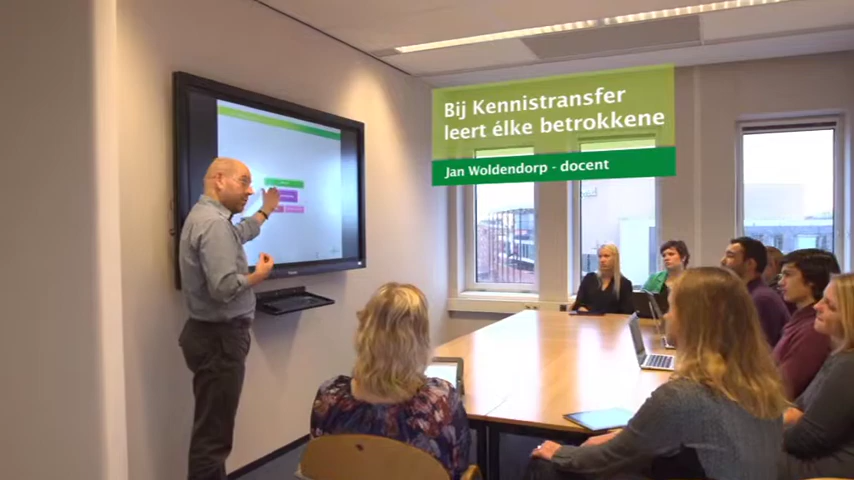 Bij Kennistransfer
leert élke betrokkene
Jan Woldendorp - docent